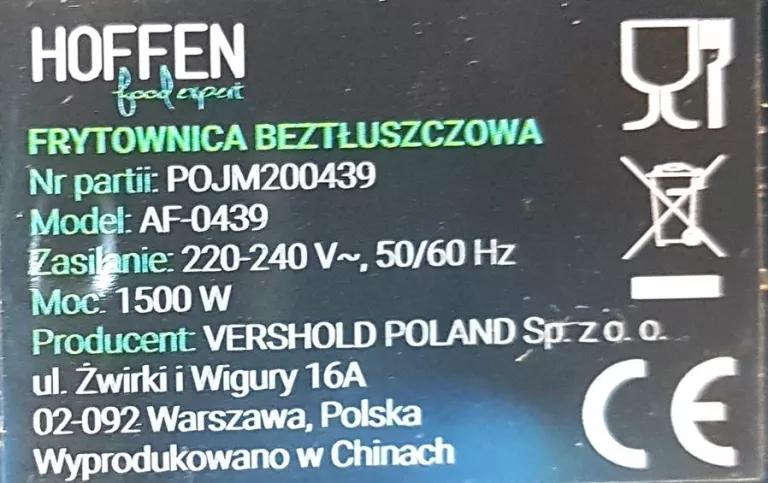 HOFFEN
food expert
FRYTOWNICA BEZTŁUSZCZOWA
Nr partii: POJM200439
Model: AF-0439
Zasilanie: 220-240 V~, 50/60 Hz
Moc: 1500 W
Producent: VERSHOLD POLAND Sp. z o. o.
ul. Żwirki i Wigury 16A
02-092 Warszawa, Polska
Wyprodukowano w Chinach
CE